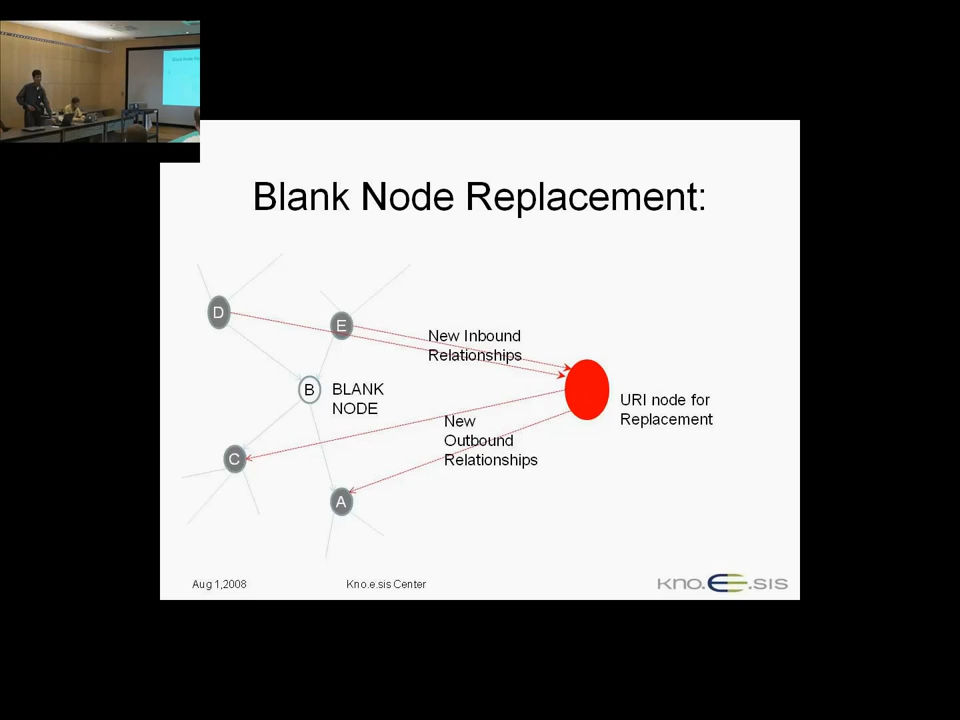 Blank Node Replacement:
D
E
New Inbound
Relationships
B
BLANK
NODE
URI node for
Replacement
New
Outbound
Relationships
C
A
Aug 1,2008
Kno.e.sis Center
kno.e.sis